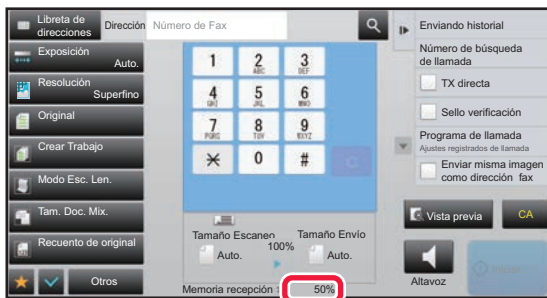 Libreta de
direcciones
Dirección
Número de Fax
Exposición
Auto.
Resolución
Superfino
Original
Crear Trabajo
Modo Esc. Len.
Tam. Doc. Mix.
Recuento de original
Otros
1
2
ABC
3
DEF
4
GHI
5
JKL
6
MNO
7
PQRS
8
TUV
9
WXYZ
0
#
C
Tamaño Escaneo
Auto.
100%
Tamaño Envío
Auto.
Memoria recepción :
50%
Enviando historial
Número de búsqueda
de llamada
TX directa
Sello verificación
Programa de llamada
Ajustes registrados de llamada
Enviar misma imagen
como dirección fax
Vista previa
CA
Altavoz